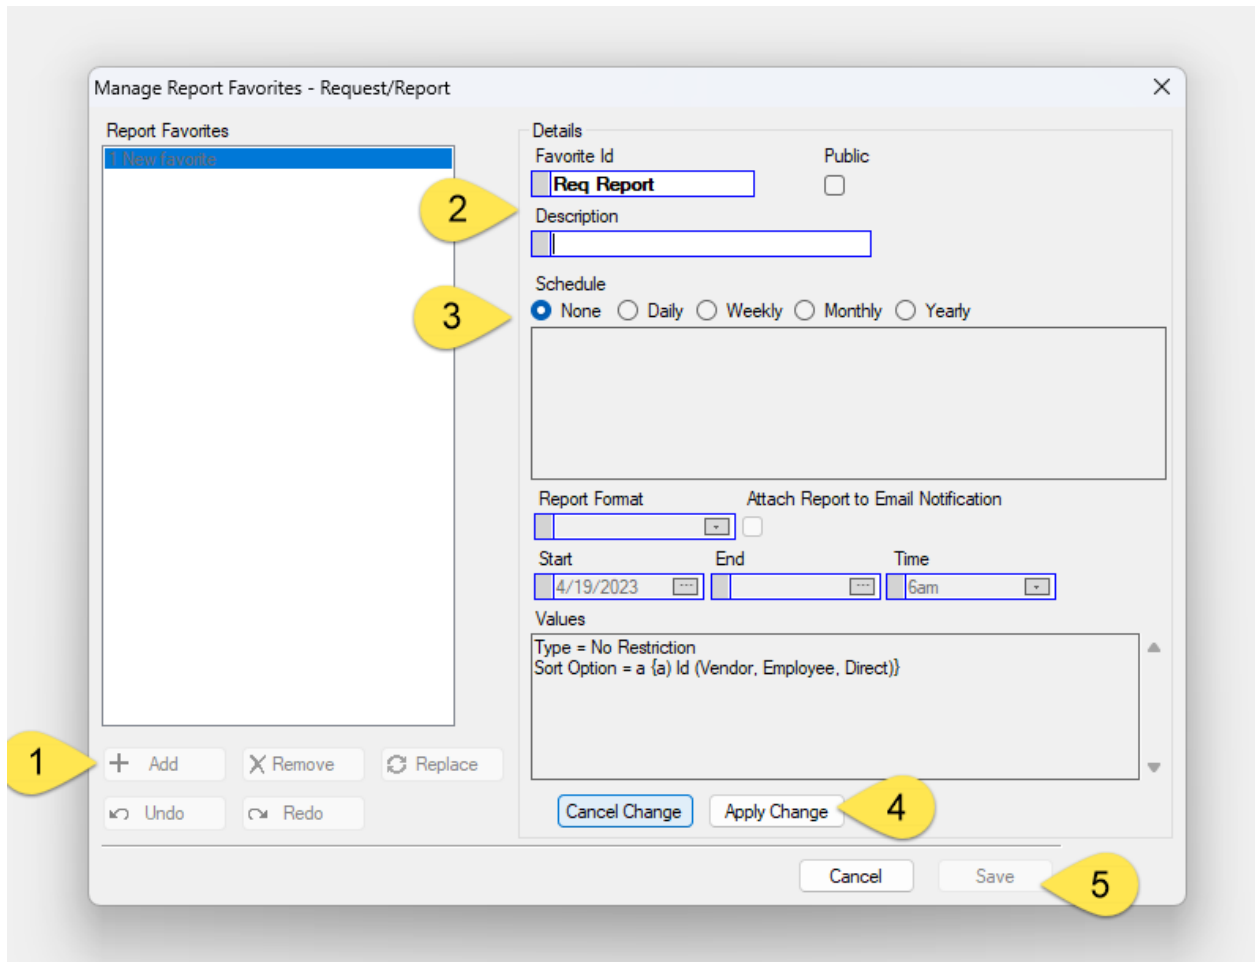 Manage Report Favorites - Request/Report
Report Favorites
1 New favorite
Details
Favorite Id Public
Req Report
2
Description
Schedule
3
None Daily Weekly Monthly Yearly
Report Format Attach Report to Email Notification
Start End Time
4/19/2023 6am
Values
Type = No Restriction
Sort Option = a {a) Id (Vendor, Employee, Direct)}
1
Add Remove Replace
Undo Redo
Cancel Change Apply Change
4
Cancel Save
5